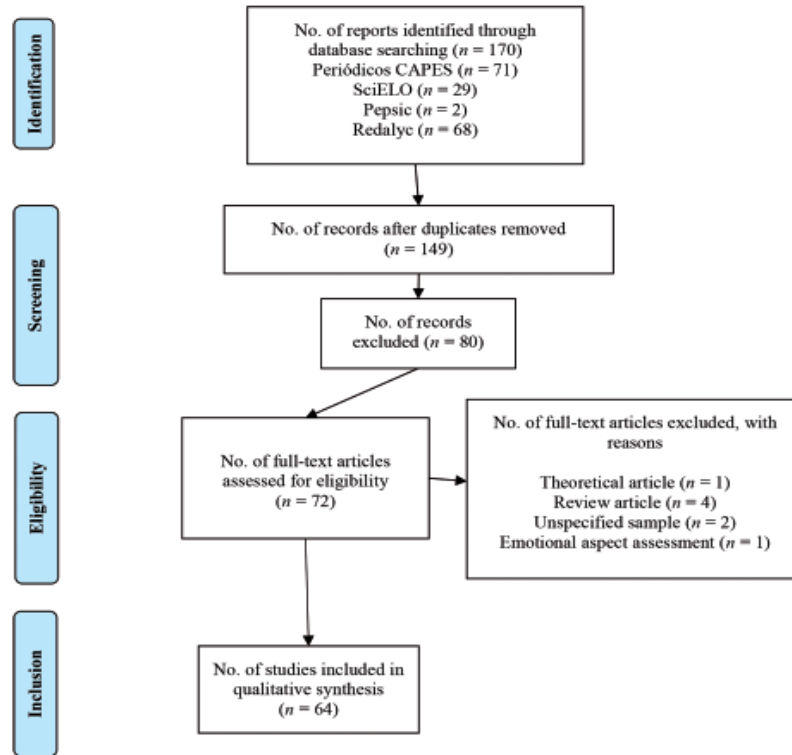 Identification
No. of reports identified through
database searching (n = 170)
Periódicos CAPES (n = 71)
SciELO (n = 29)
Pepsic (n = 2)
Redalyc (n = 68)
Screening
No. of records after duplicates removed
(n = 149)
No. of records
excluded (n = 80)
Eligibility
No. of full-text articles
assessed for eligibility
(n = 72)
No. of full-text articles excluded, with
reasons
Theoretical article (n = 1)
Review article (n = 4)
Unspecified sample (n = 2)
Emotional aspect assessment (n = 1)
Inclusion
No. of studies included in
qualitative synthesis
(n = 64)